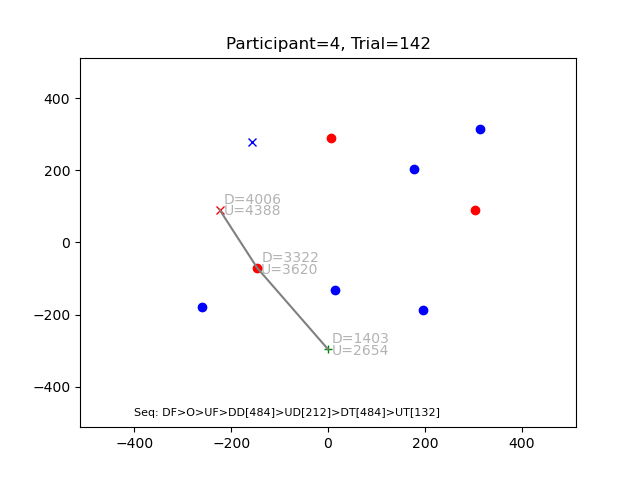 Participant=4, Trial=142
400
200
0
−200
−400
D=4006
U=4388
D=3322
U=3620
D=1403
U=2654
Seq: DF>O>UF>DD[484]>UD[212]>DT[484]>UT[132]
−400 −200 0 200 400